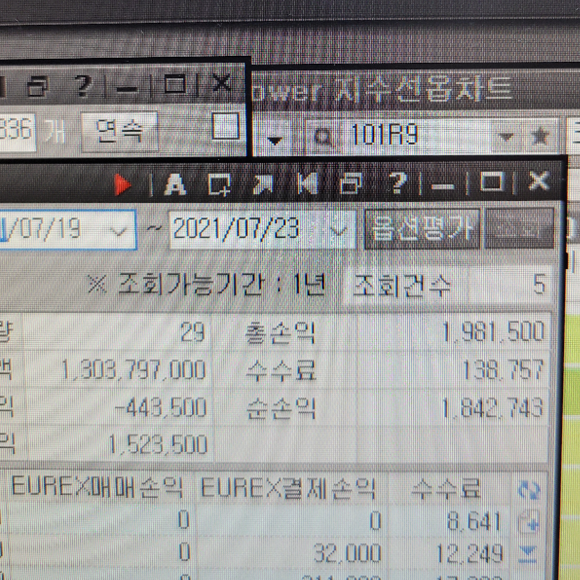 ower 지수선옵차트
836 개 연속 101R9
/07/19 ~ 2021/07/23 옵션평가 조회
※ 조회가능기간 : 1년 조회건수 5
29 총손익 1,981,500
1,303,797,000 수수료 138,757
-443,500 순손익 1,842,743
1,523,500
EUREX매매손익 EUREX결제손익 수수료
0 0 8,641
0 32,000 12,249